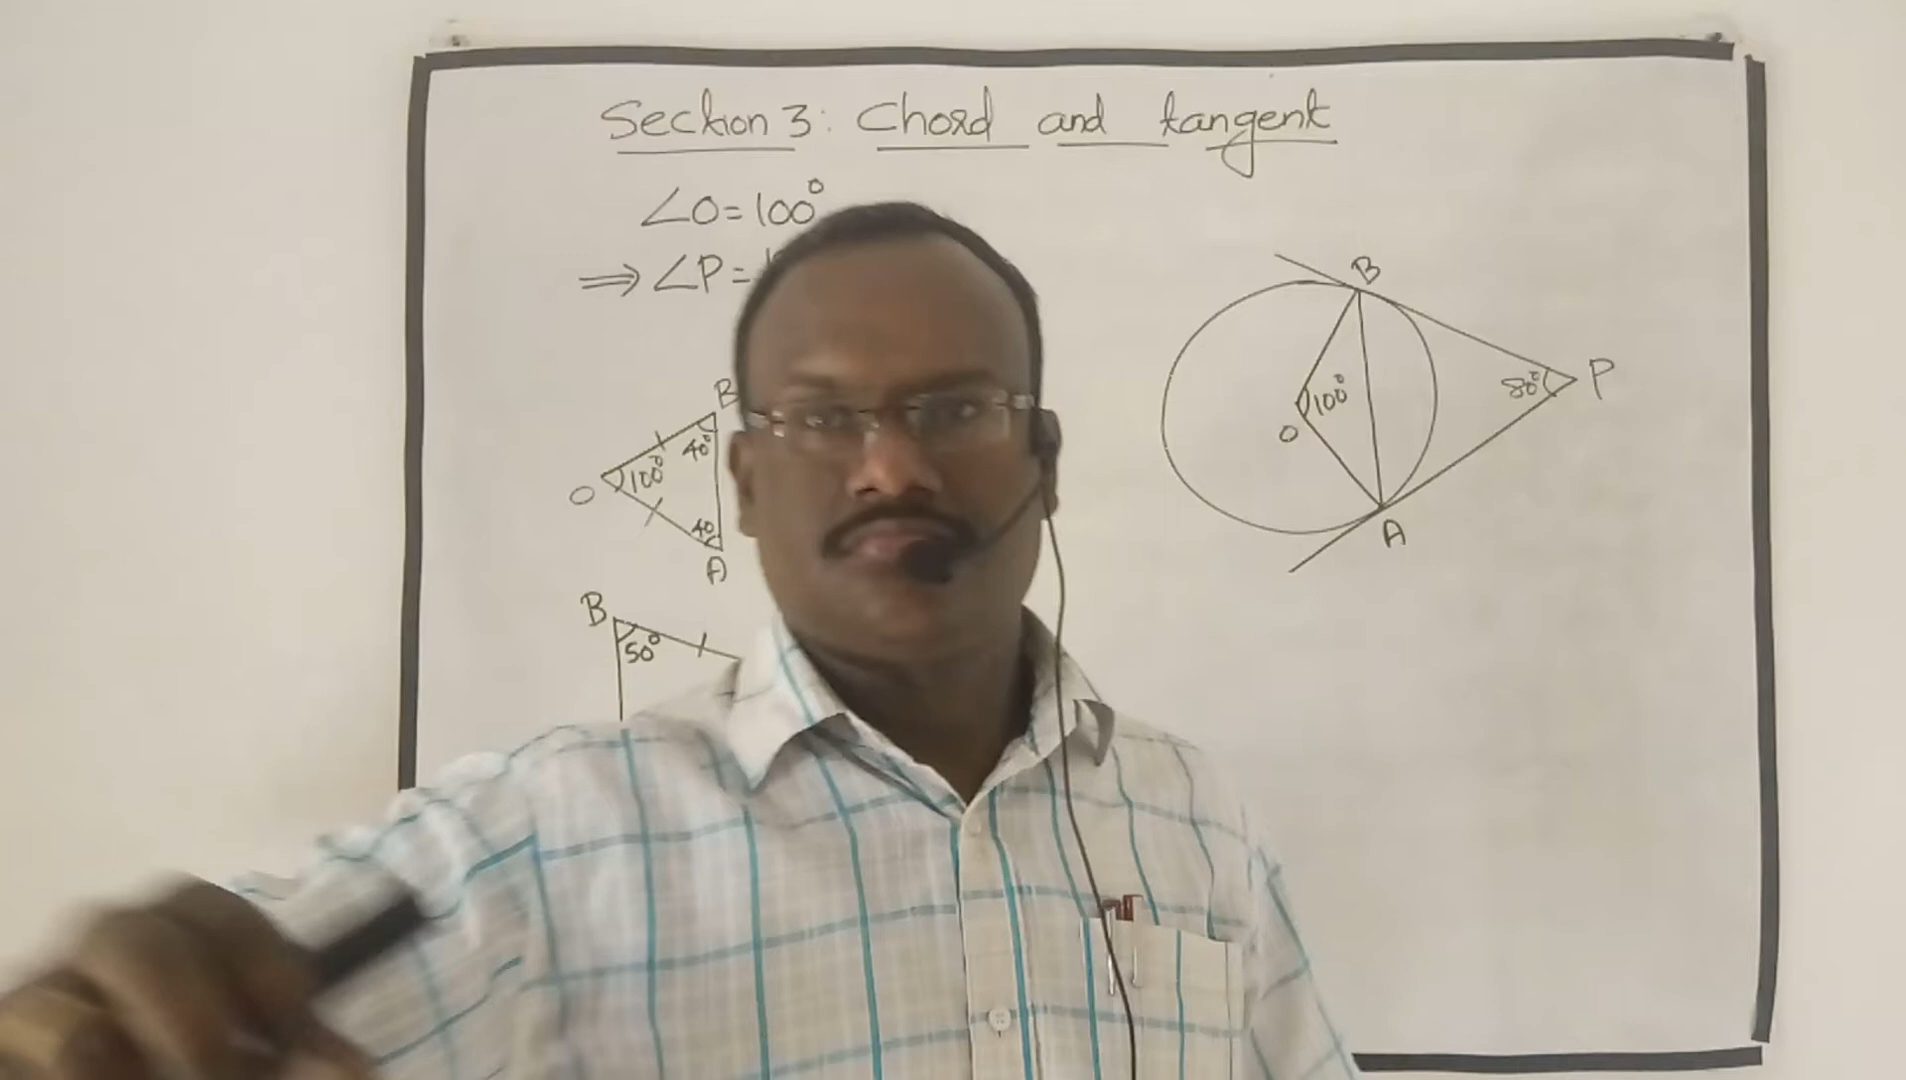 Section 3: Chord and tangent
∠O=100°
⇒ ∠P=
B
40°
100°
O
40
A
B
50°
B
P
80°
100°
O
A